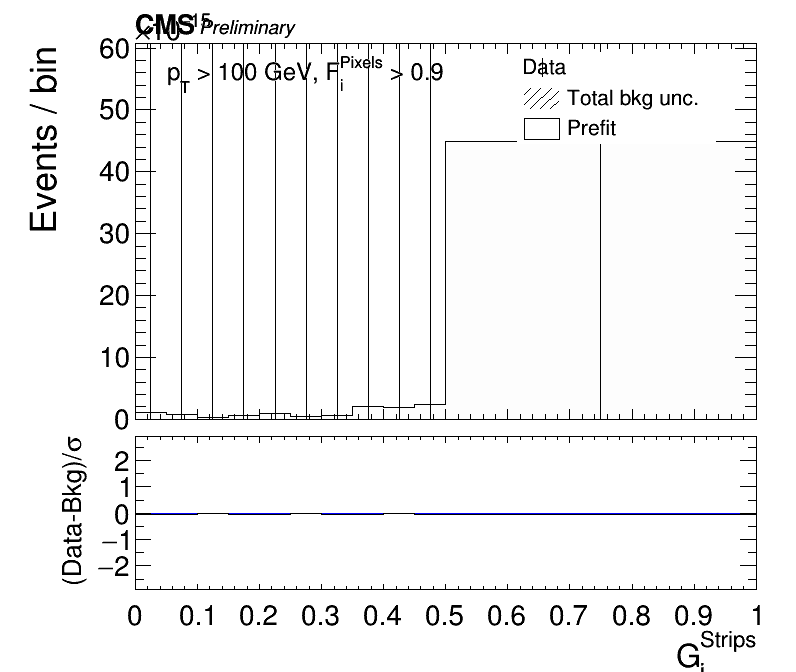 CMS Preliminary
×10^15
p_T > 100 GeV, F_i^Pixels > 0.9
Data
Total bkg unc.
Prefit
Events / bin
60
50
40
30
20
10
0
(Data-Bkg)/σ
2
1
0
−1
−2
0 0.1 0.2 0.3 0.4 0.5 0.6 0.7 0.8 0.9 1
G_i^Strips